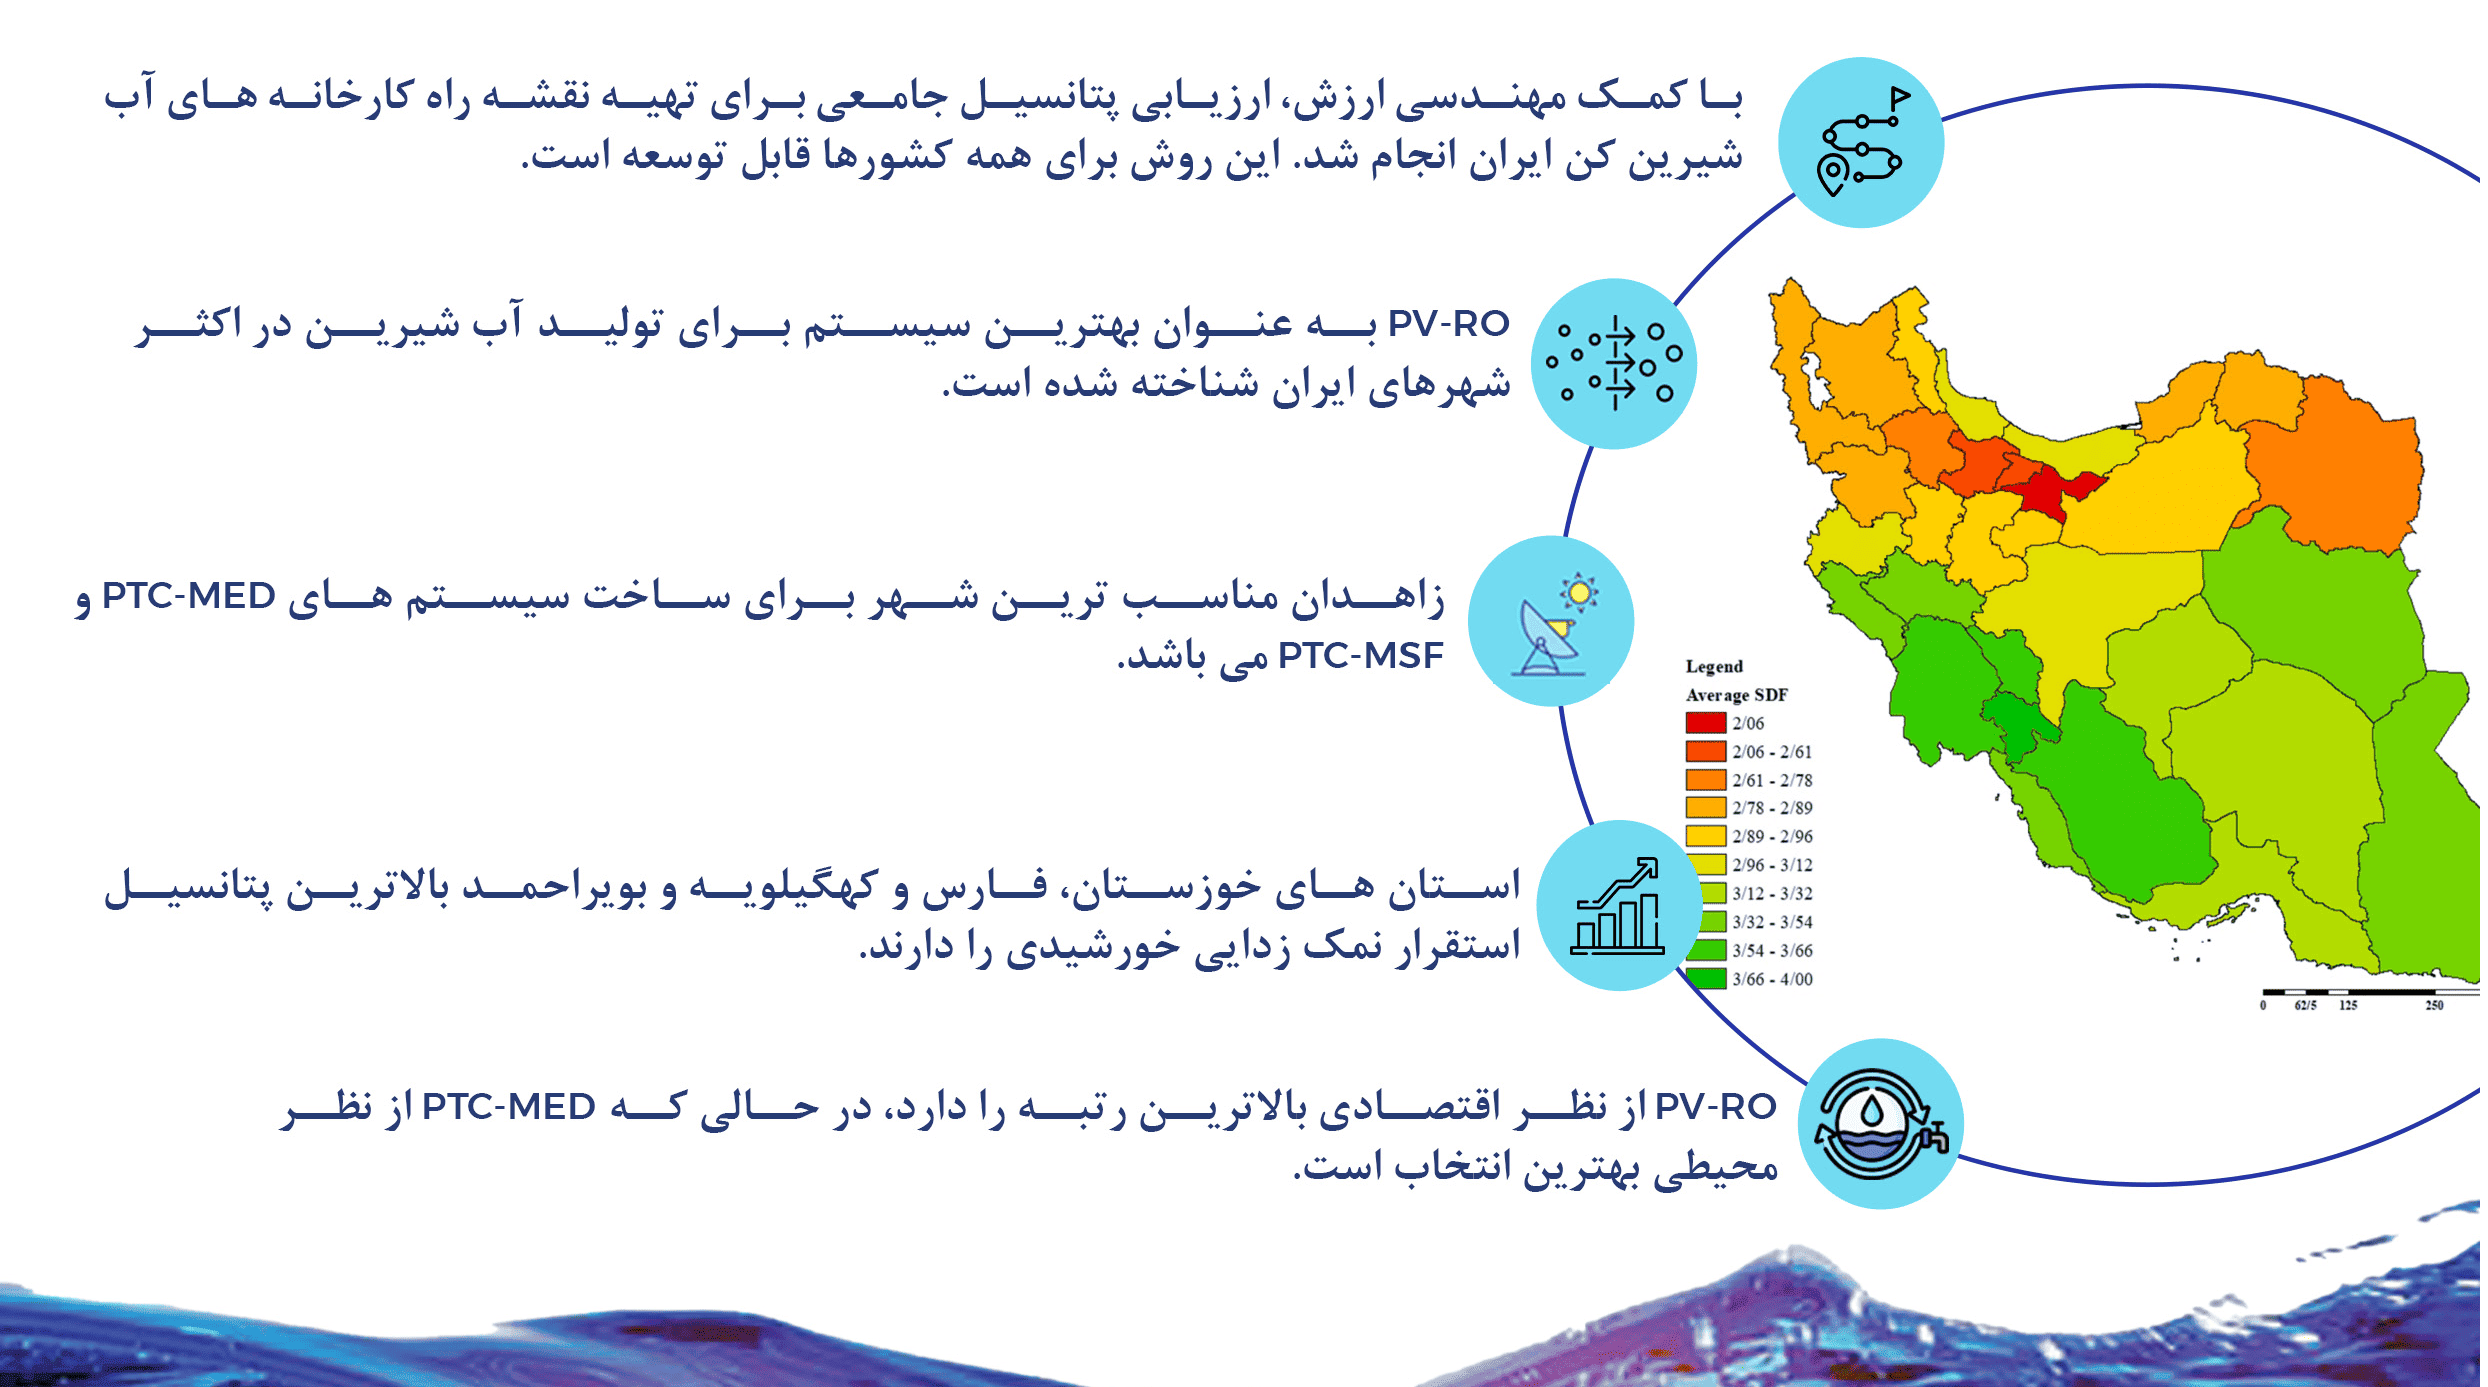 با کمک مهندسی ارزش، ارزیابی پتانسیل جامعی برای تهیه نقشه راه کارخانه های آب
شیرین کن ایران انجام شد. این روش برای همه کشورها قابل توسعه است.
PV-RO به عنوان بهترین سیستم برای تولید آب شیرین در اکثر
شهرهای ایران شناخته شده است.
زاهدان مناسب ترین شهر برای ساخت سیستم های PTC-MED و
PTC-MSF می باشد.
استان های خوزستان، فارس و کهگیلویه و بویراحمد بالاترین پتانسیل
استقرار نمک زدایی خورشیدی را دارند.
PV-RO از نظر اقتصادی بالاترین رتبه را دارد، در حالی که PTC-MED از نظر
محیطی بهترین انتخاب است.
Legend
Average SDF
2/06
2/06 - 2/61
2/61 - 2/78
2/78 - 2/89
2/89 - 2/96
2/96 - 3/12
3/12 - 3/32
3/32 - 3/54
3/54 - 3/66
3/66 - 4/00
0 62/5 125 250